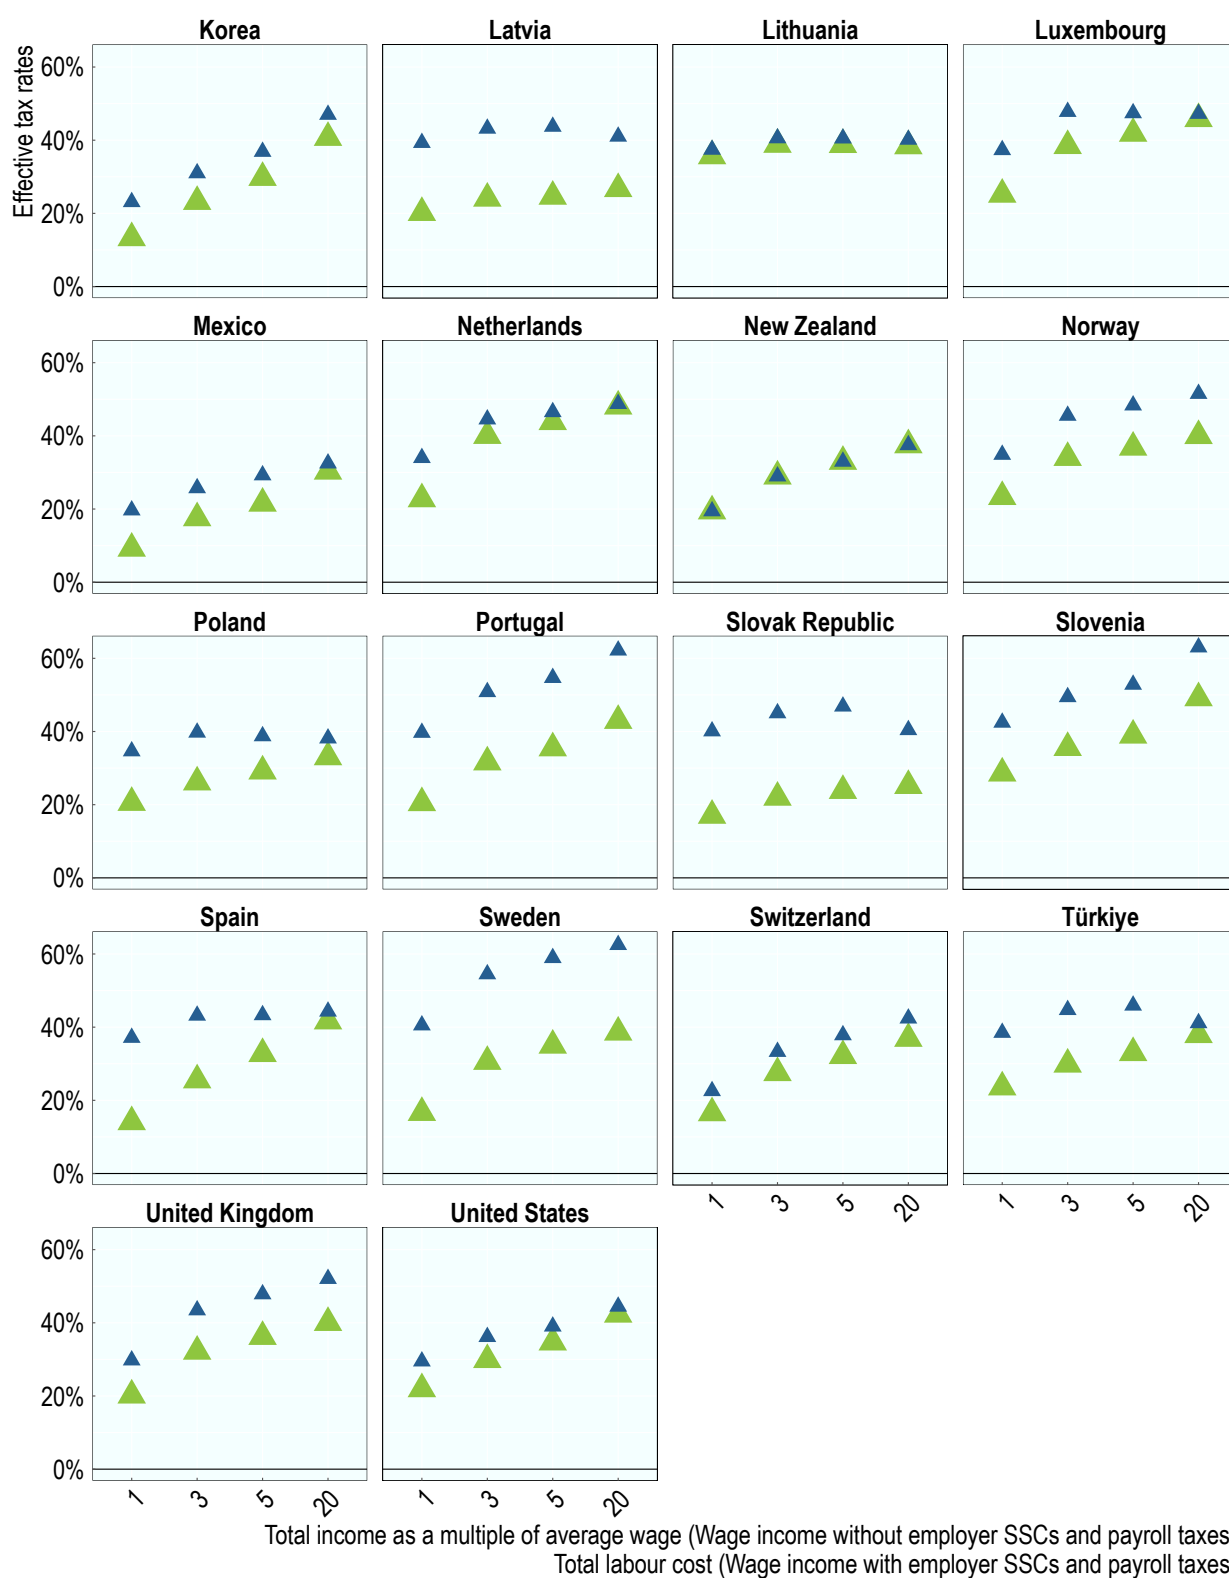 Korea Latvia Lithuania Luxembourg
Effective tax rates
60%
40%
20%
0%
Mexico Netherlands New Zealand Norway
60%
40%
20%
0%
Poland Portugal Slovak Republic Slovenia
60%
40%
20%
0%
Spain Sweden Switzerland Türkiye
60%
40%
20%
0%
1 3 5 20 1 3 5 20
United Kingdom United States
60%
40%
20%
0%
1 3 5 20 1 3 5 20
Total income as a multiple of average wage (Wage income without employer SSCs and payroll taxes
Total labour cost (Wage income with employer SSCs and payroll taxes